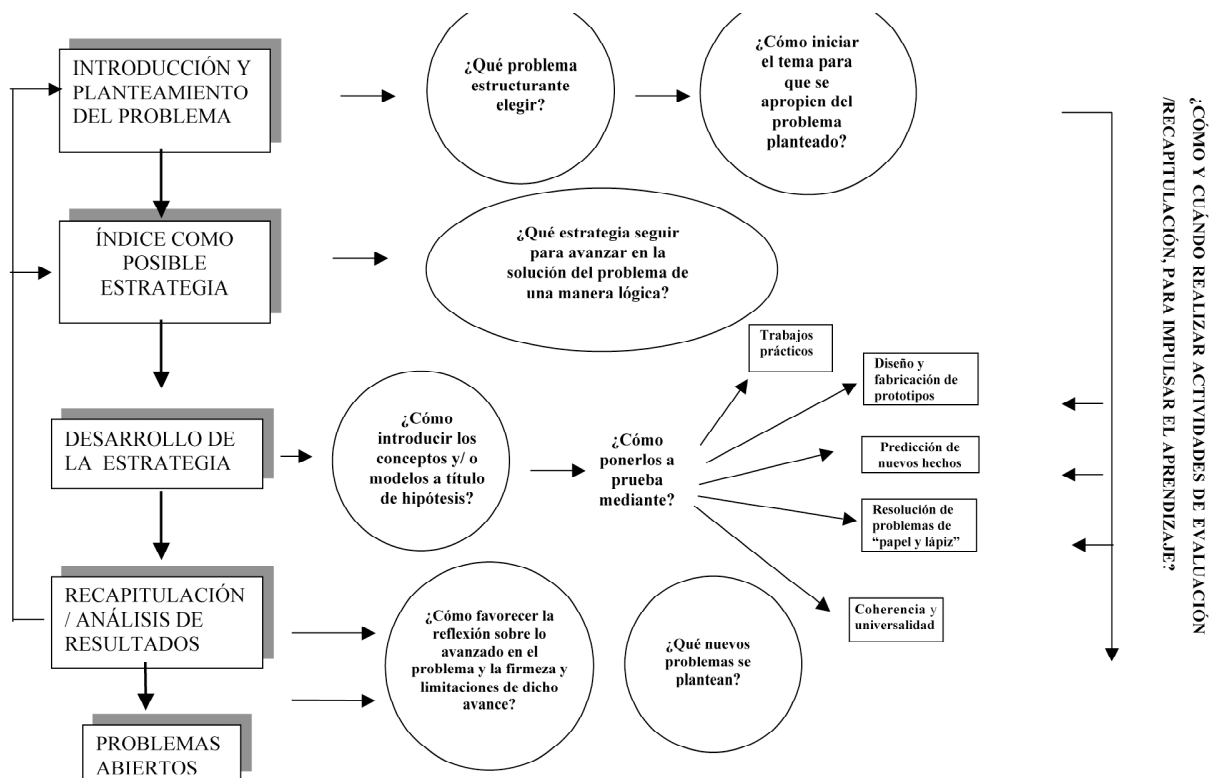 INTRODUCCIÓN Y
PLANTEAMIENTO
DEL PROBLEMA
¿Qué problema
estructurante
elegir?
¿Cómo iniciar
el tema para
que se
apropien del
problema
planteado?
ÍNDICE COMO
POSIBLE
ESTRATEGIA
¿Qué estrategia seguir
para avanzar en la
solución del problema de
una manera lógica?
DESARROLLO DE
LA ESTRATEGIA
¿Cómo
introducir los
conceptos y/ o
modelos a título
de hipótesis?
¿Cómo
ponerlos a
prueba
mediante?
Trabajos
prácticos
Diseño y
fabricación de
prototipos
Predicción de
nuevos hechos
Resolución de
problemas de
“papel y lápiz”
Coherencia y
universalidad
RECAPITULACIÓN
/ ANÁLISIS DE
RESULTADOS
¿Cómo favorecer la
reflexión sobre lo
avanzado en el
problema y la firmeza y
limitaciones de dicho
avance?
¿Qué nuevos
problemas se
plantean?
PROBLEMAS
ABIERTOS
¿CÓMO Y CUÁNDO REALIZAR ACTIVIDADES DE EVALUACIÓN
/RECAPITULACIÓN, PARA IMPULSAR EL APRENDIZAJE?